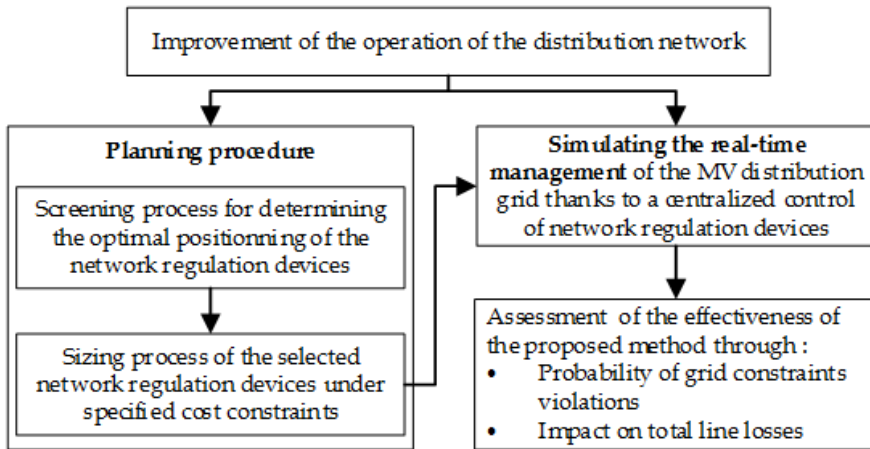 Improvement of the operation of the distribution network
Planning procedure
Screening process for determining
the optimal positionning of the
network regulation devices
Sizing process of the selected
network regulation devices under
specified cost constraints
Simulating the real-time
management of the MV distribution
grid thanks to a centralized control
of network regulation devices
Assessment of the effectiveness of
the proposed method through :
• Probability of grid constraints
violations
• Impact on total line losses